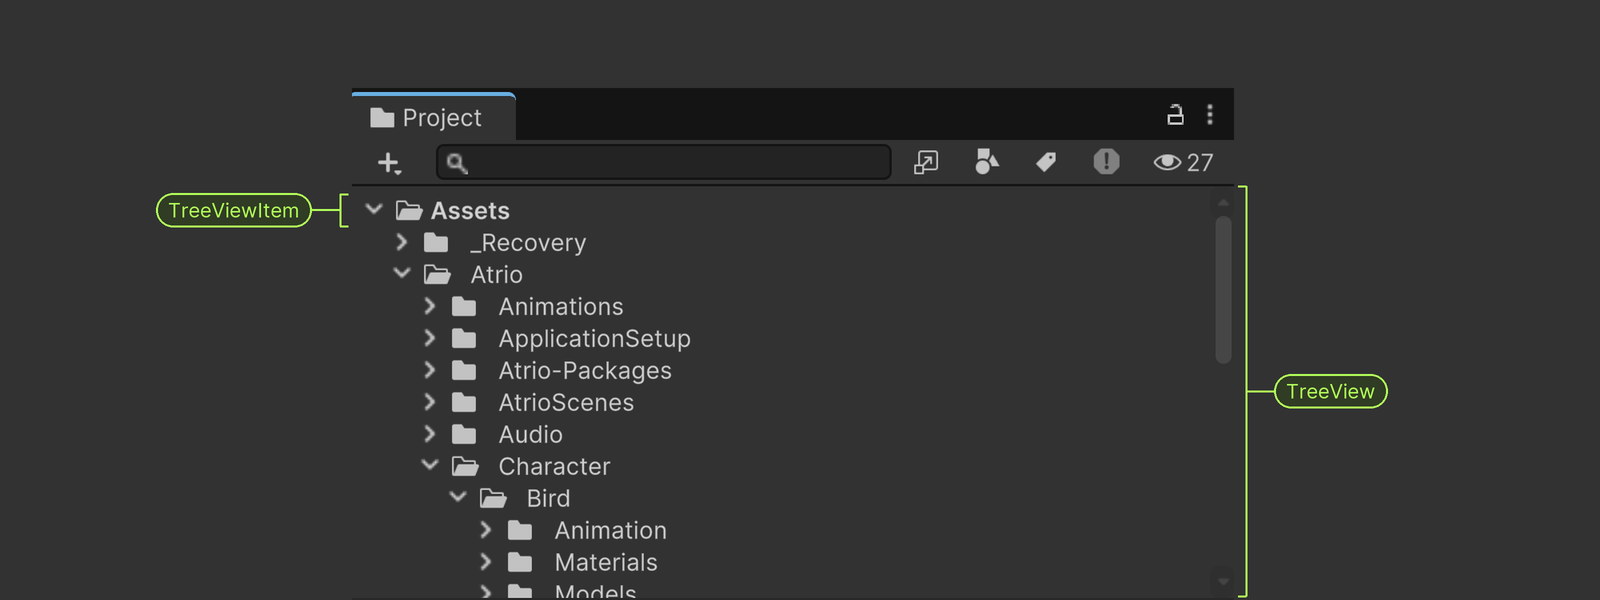 Project
27
TreeViewItem
Assets
_Recovery
Atrio
Animations
ApplicationSetup
Atrio-Packages
TreeView
AtrioScenes
Audio
Character
Bird
Animation
Materials
Models